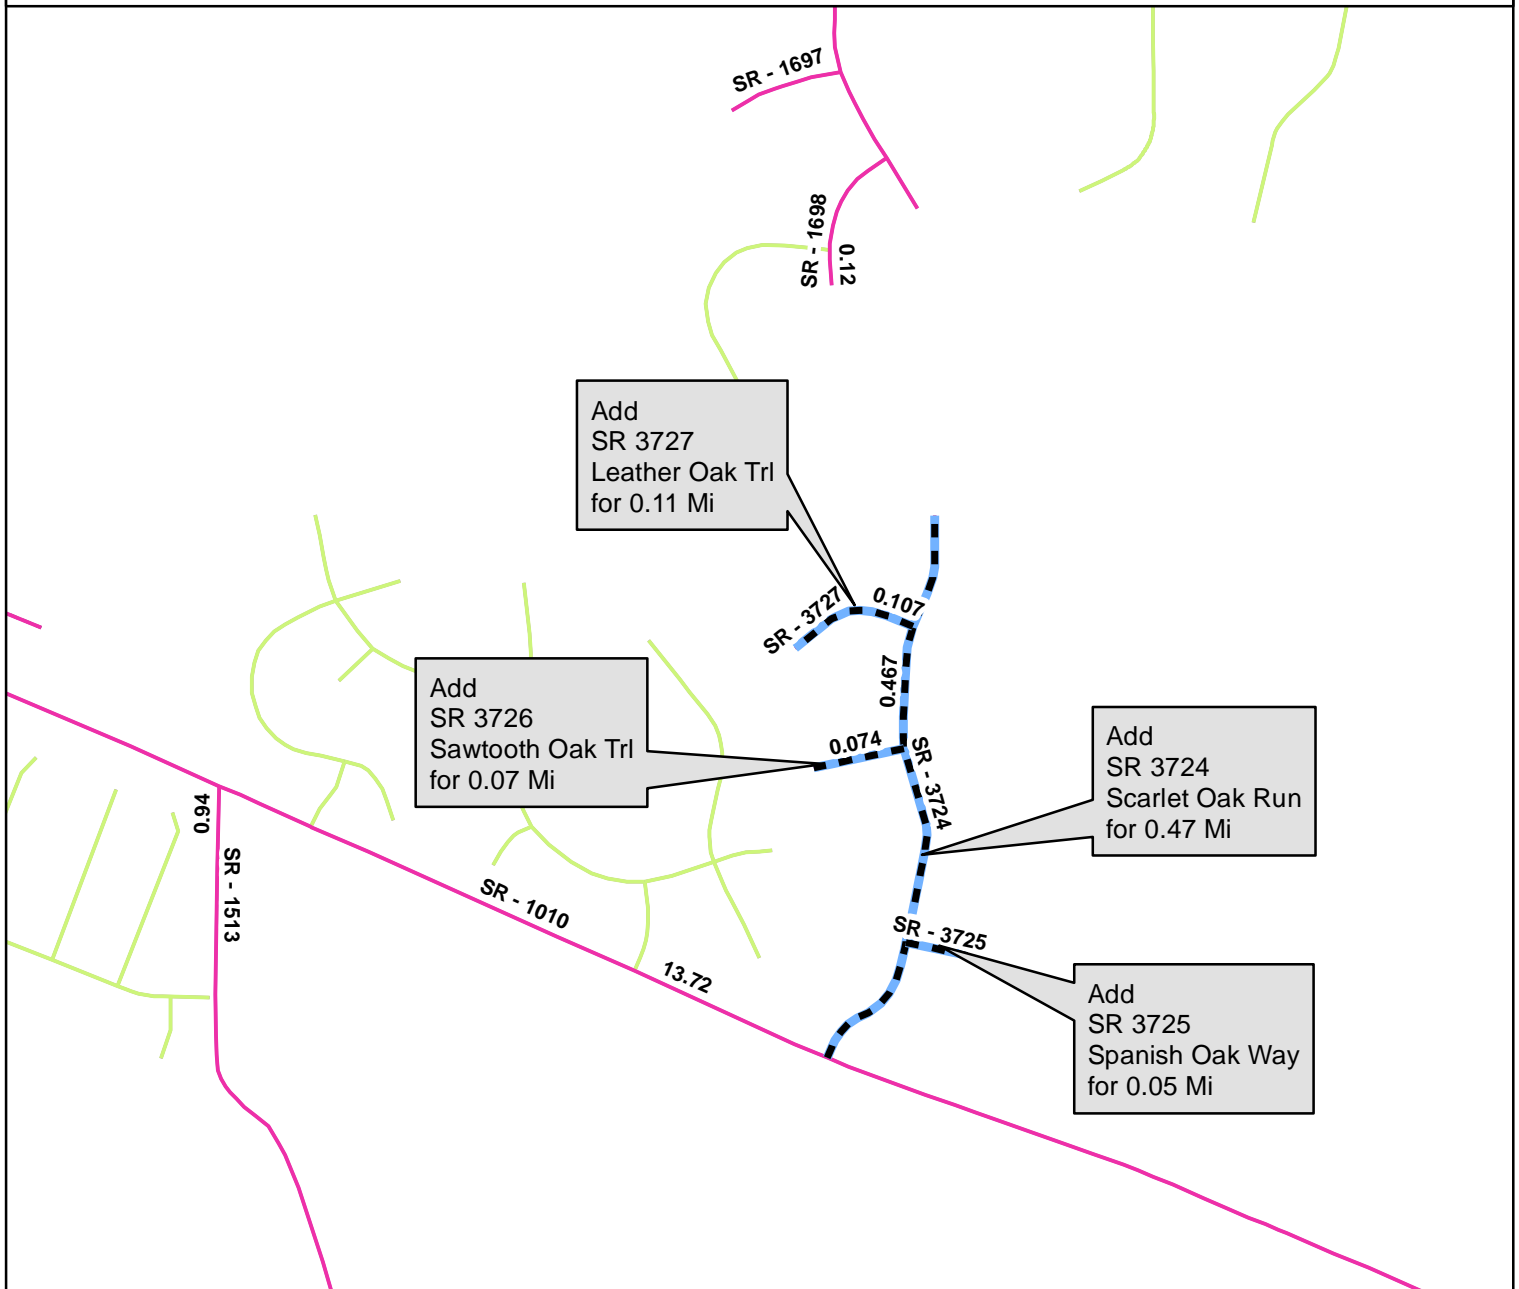 SR - 1697
SR - 1698
0.12
Add
SR 3727
Leather Oak Trl
for 0.11 Mi
SR - 3727
0.107
0.467
Add
SR 3726
Sawtooth Oak Trl
for 0.07 Mi
0.074
SR - 3724
Add
SR 3724
Scarlet Oak Run
for 0.47 Mi
0.94
SR - 1513
SR - 1010
13.72
SR - 3725
Add
SR 3725
Spanish Oak Way
for 0.05 Mi